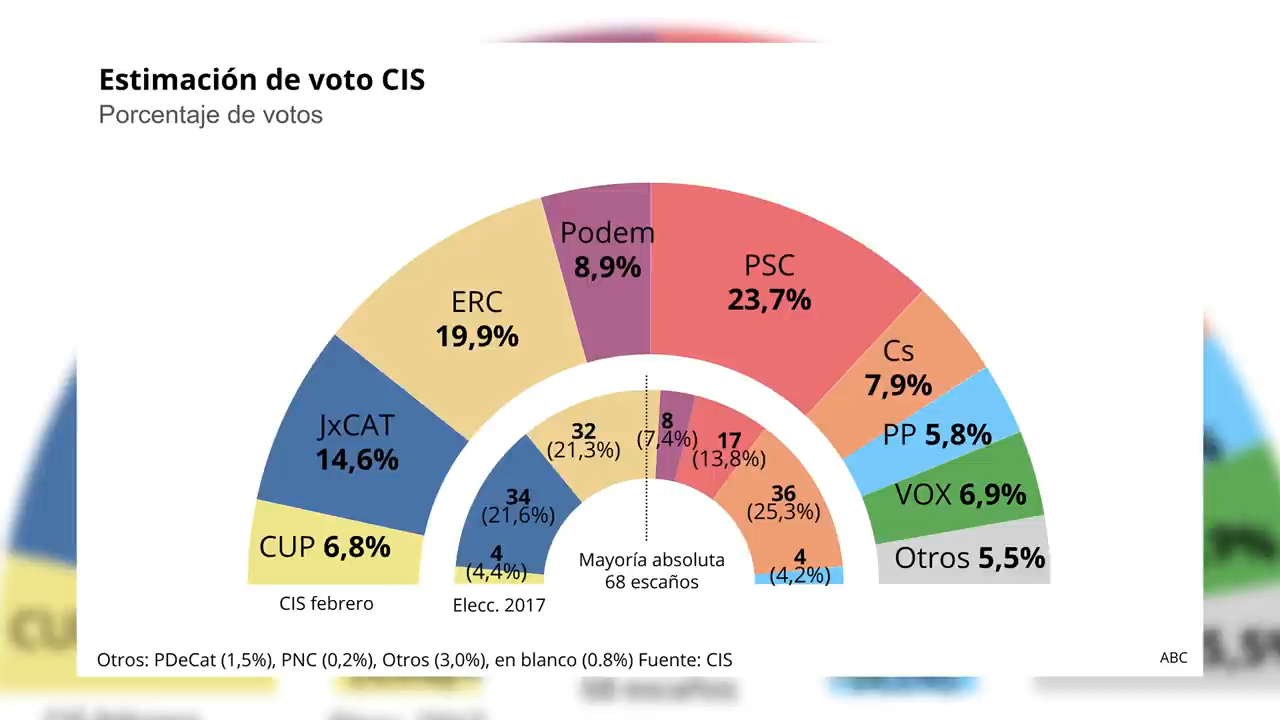 Estimación de voto CIS
Porcentaje de votos
Podem
8,9%
PSC
23,7%
ERC
19,9%
Cs
7,9%
JxCAT
14,6%
PP 5,8%
VOX 6,9%
CUP 6,8%
Otros 5,5%
32
(21,3%)
8
(7,4%)
17
(13,8%)
34
(21,6%)
36
(25,3%)
4
(4,4%)
4
(4,2%)
Mayoría absoluta
68 escaños
CIS febrero
Elecc. 2017
Otros: PDeCat (1,5%), PNC (0,2%), Otros (3,0%), en blanco (0.8%) Fuente: CIS
ABC